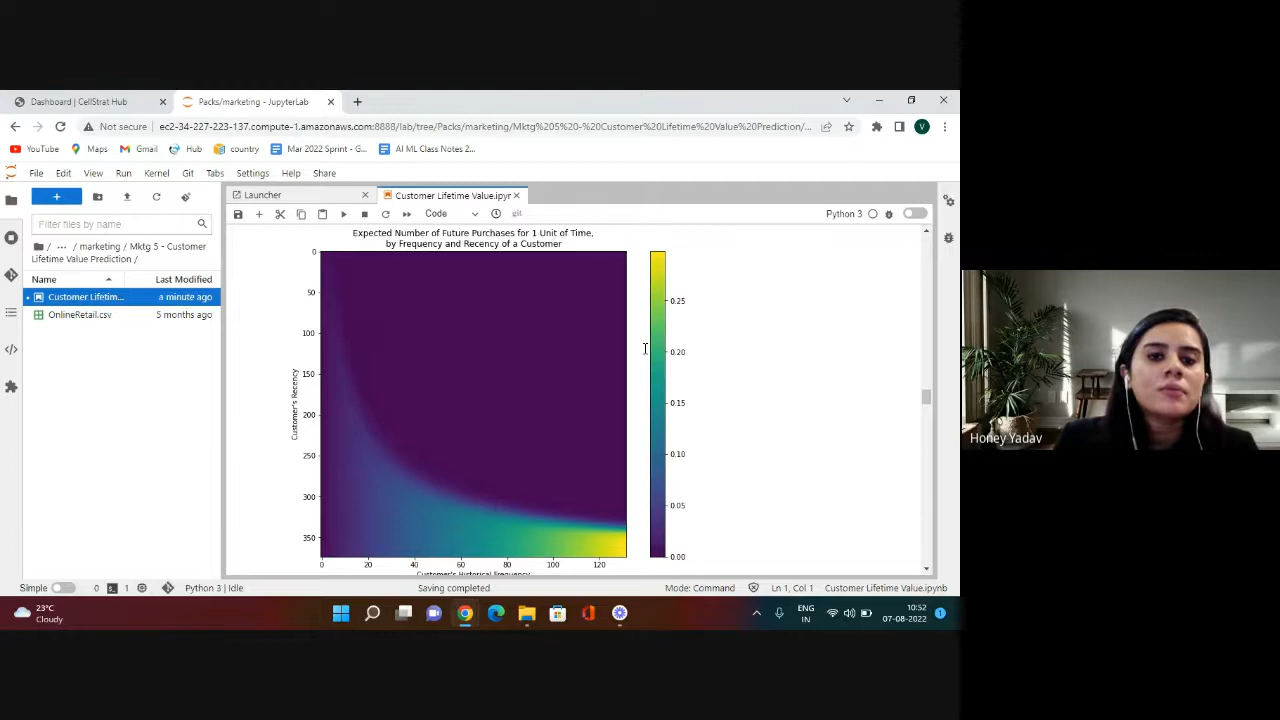 Dashboard | CellStrat Hub
Packs/marketing - JupyterLab
Not secure
ec2-34-227-223-137.compute-1.amazonaws.com:8888/lab/tree/Packs/marketing/Mktg%205%20-%20Customer%20Lifetime%20Value%20Prediction/...
YouTube
Maps
Gmail
Hub
country
Mar 2022 Sprint - G...
AI ML Class Notes 2...
File
Edit
View
Run
Kernel
Git
Tabs
Settings
Help
Share
Launcher
Customer Lifetime Value.ipyr
Filter files by name
Code
git
Python 3
/ ... / marketing / Mktg 5 - Customer
Lifetime Value Prediction /
Name
Last Modified
Customer Lifetim...
a minute ago
OnlineRetail.csv
5 months ago
Expected Number of Future Purchases for 1 Unit of Time,
by Frequency and Recency of a Customer
0
50
100
150
200
250
300
350
Customer's Recency
0
20
40
60
80
100
120
Customer's Historical Frequency
0.25
0.20
0.15
0.10
0.05
0.00
Honey Yadav
Simple
0
1
Python 3 | Idle
Saving completed
Mode: Command
Ln 1, Col 1
Customer Lifetime Value.ipynb
23°C
Cloudy
ENG
IN
10:52
07-08-2022
1
V